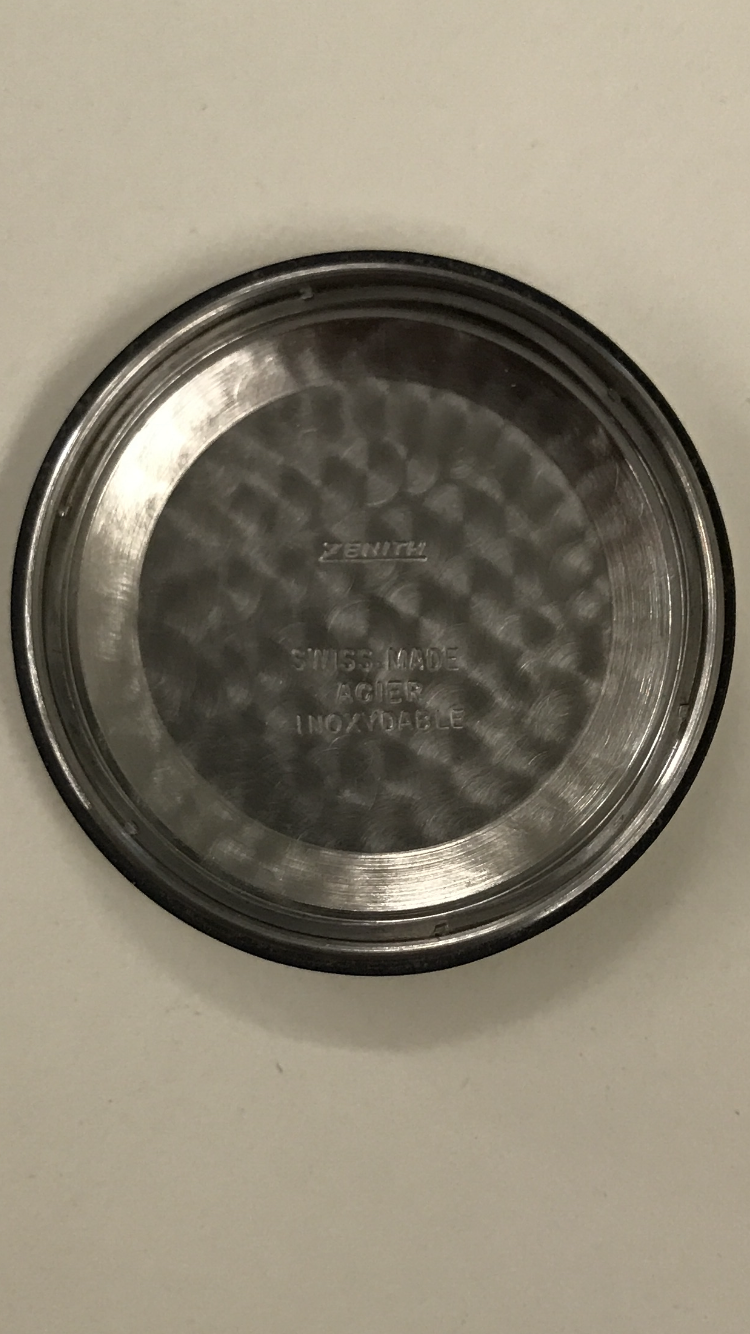 ZENITH
SWISS MADE
ACIER
INOXYDABLE